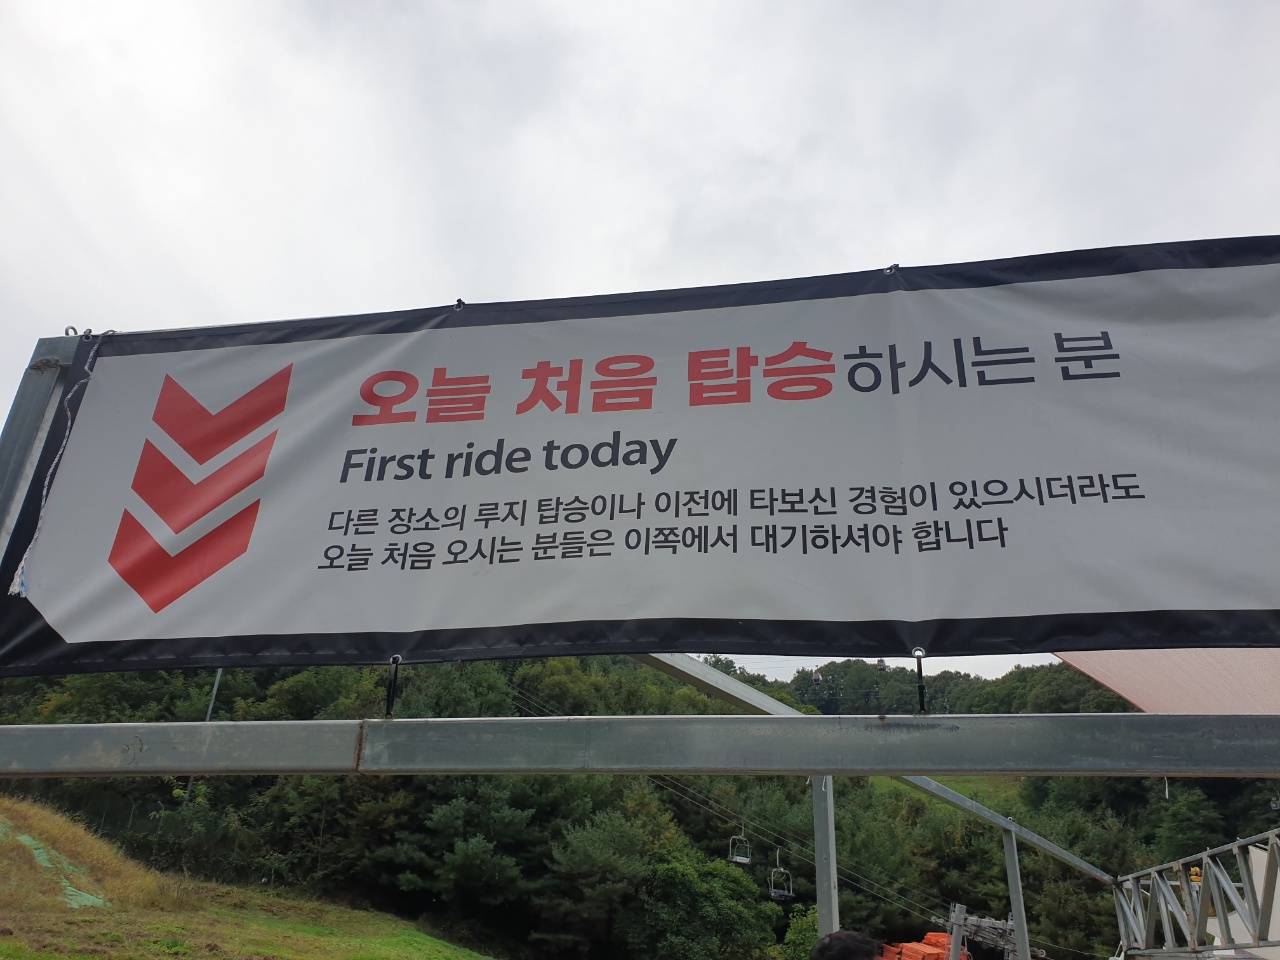 오늘 처음 탑승하시는 분
First ride today
다른 장소의 루지 탑승이나 이전에 타보신 경험이 있으시더라도
오늘 처음 오시는 분들은 이쪽에서 대기하셔야 합니다